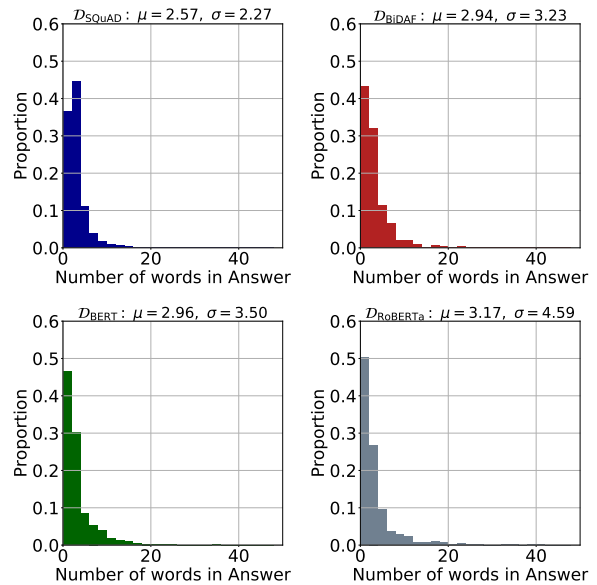 𝒟SQuAD: μ = 2.57, σ = 2.27
0.6
0.5
0.4
0.3
0.2
0.1
0.0
Proportion
0 20 40
Number of words in Answer
𝒟BiDAF: μ = 2.94, σ = 3.23
0.6
0.5
0.4
0.3
0.2
0.1
0.0
Proportion
0 20 40
Number of words in Answer
𝒟BERT: μ = 2.96, σ = 3.50
0.6
0.5
0.4
0.3
0.2
0.1
0.0
Proportion
0 20 40
Number of words in Answer
𝒟RoBERTa: μ = 3.17, σ = 4.59
0.6
0.5
0.4
0.3
0.2
0.1
0.0
Proportion
0 20 40
Number of words in Answer